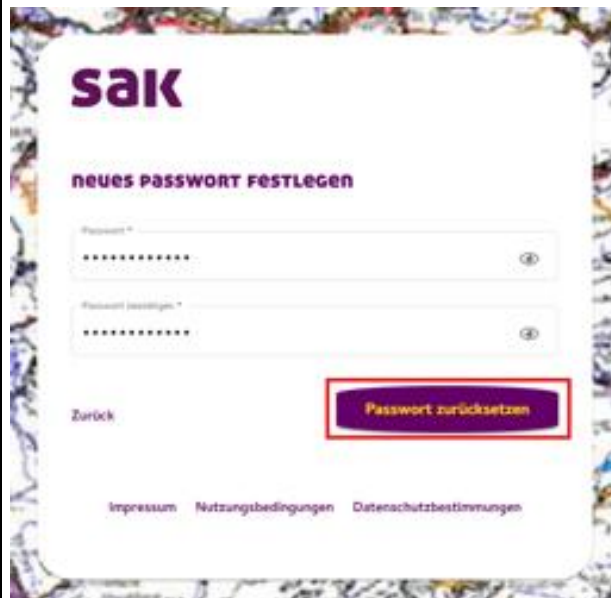 sak
neues passwort festlegen
Passwort *
••••••••••••
Passwort bestätigen *
••••••••••••
Zurück
Passwort zurücksetzen
Impressum Nutzungsbedingungen Datenschutzbestimmungen